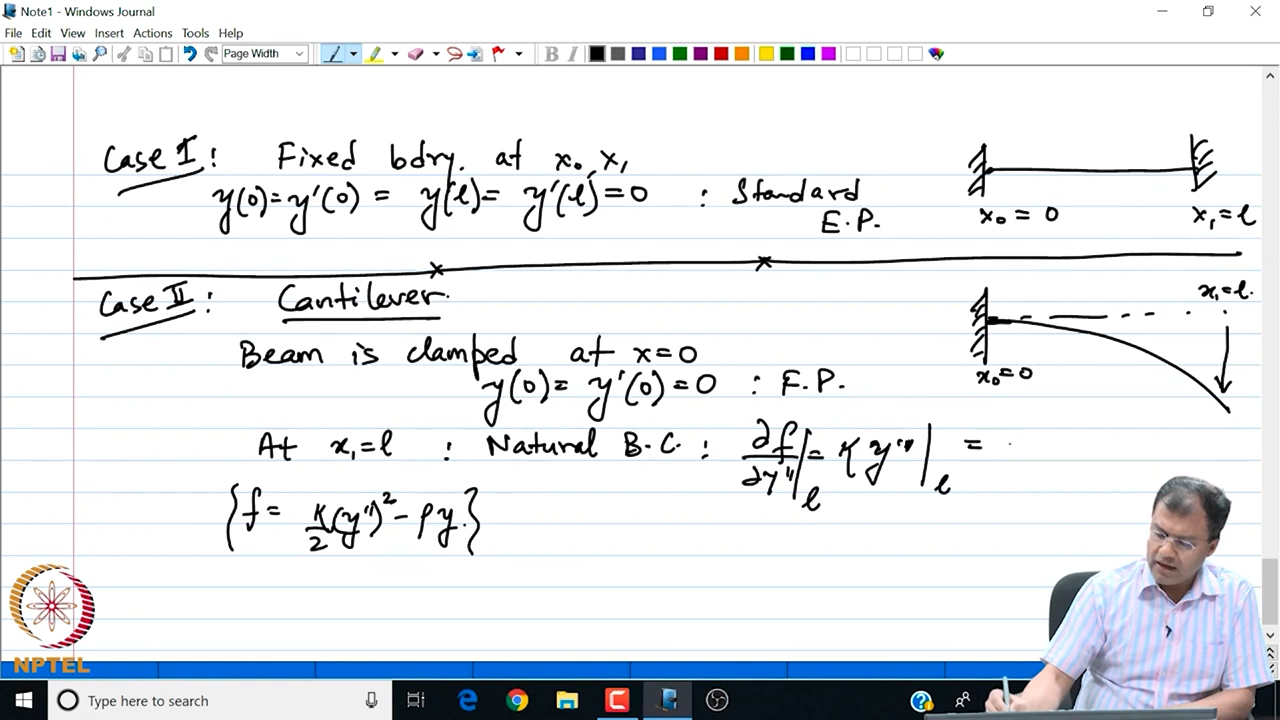 Note1 - Windows Journal
File Edit View Insert Actions Tools Help
Page Width
B I
Case I : Fixed bdry. at x₀, x₁
y(0) = y'(0) = y(l) = y'(l) = 0 : Standard
E.P.
x₀ = 0 x₁ = l
Case II : Cantilever.
x₁ = l.
Beam is clamped at x=0
x₀ = 0
y(0) = y'(0) = 0 : F.P.
At x₁ = l : Natural B.C. : ∂f/∂y''|_l = K y''|_l =
{f = K/2 (y'')² - ρy.}
NPTEL
Type here to search